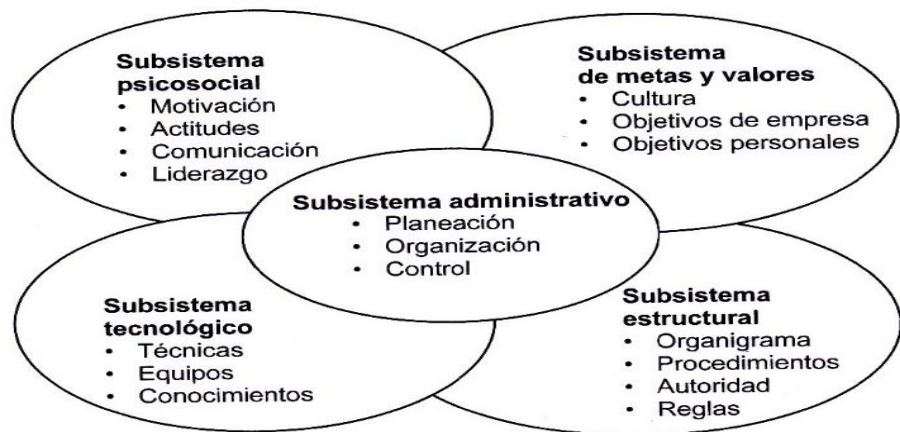 Subsistema
psicosocial
• Motivación
• Actitudes
• Comunicación
• Liderazgo
Subsistema
de metas y valores
• Cultura
• Objetivos de empresa
• Objetivos personales
Subsistema administrativo
• Planeación
• Organización
• Control
Subsistema
tecnológico
• Técnicas
• Equipos
• Conocimientos
Subsistema
estructural
• Organigrama
• Procedimientos
• Autoridad
• Reglas